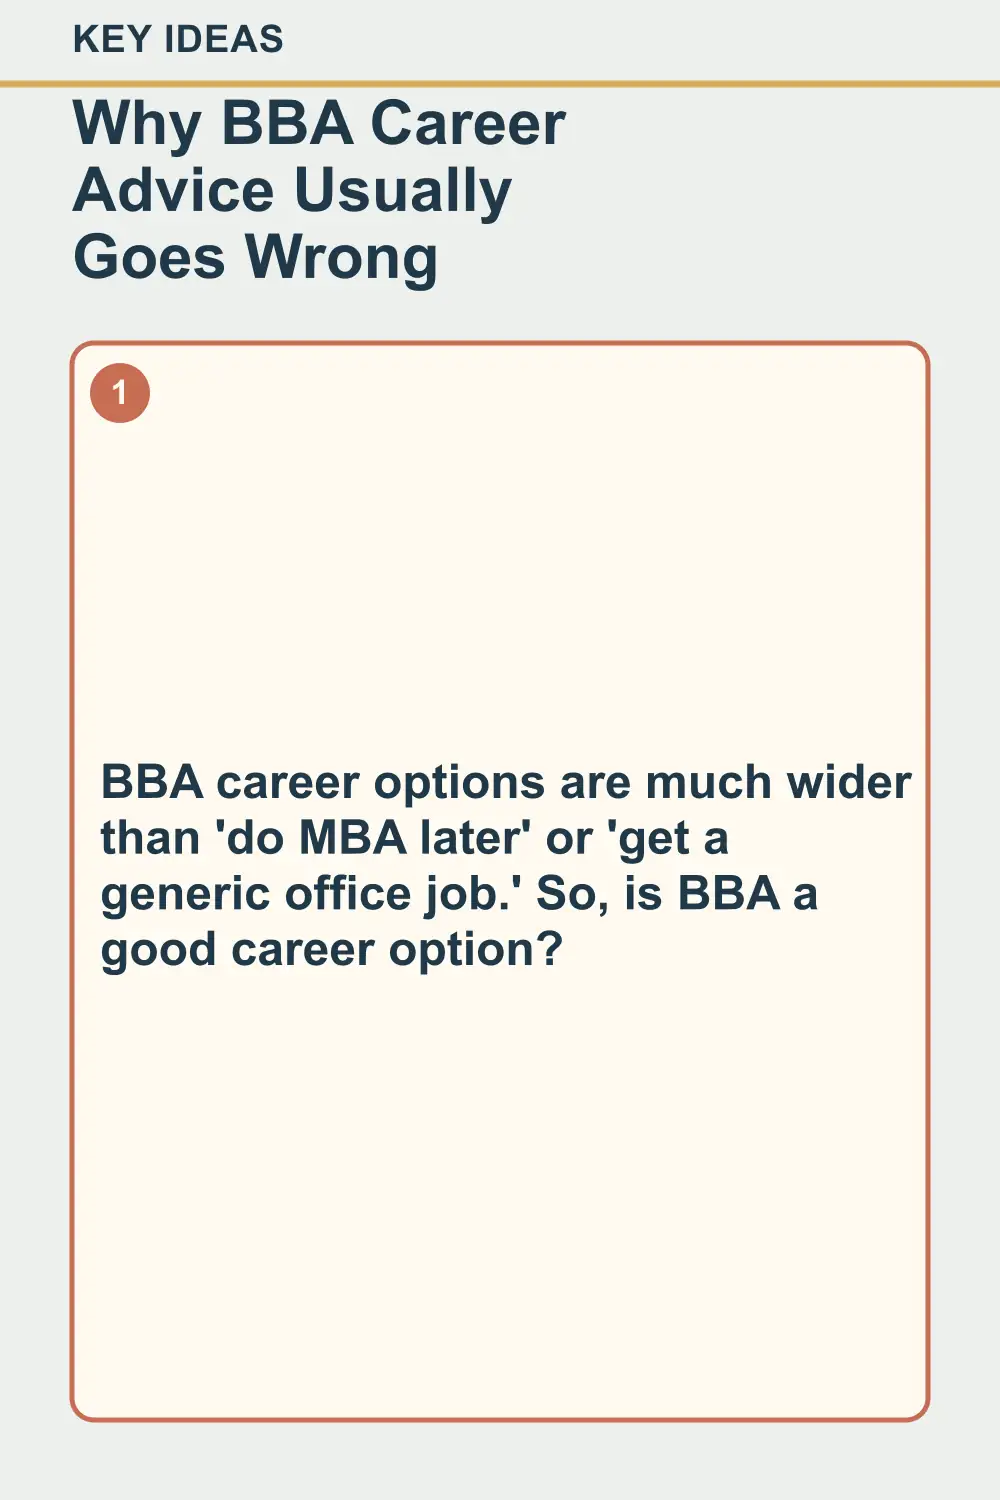 KEY IDEAS
Why BBA Career
Advice Usually
Goes Wrong
1
BBA career options are much wider
than 'do MBA later' or 'get a
generic office job.' So, is BBA a
good career option?